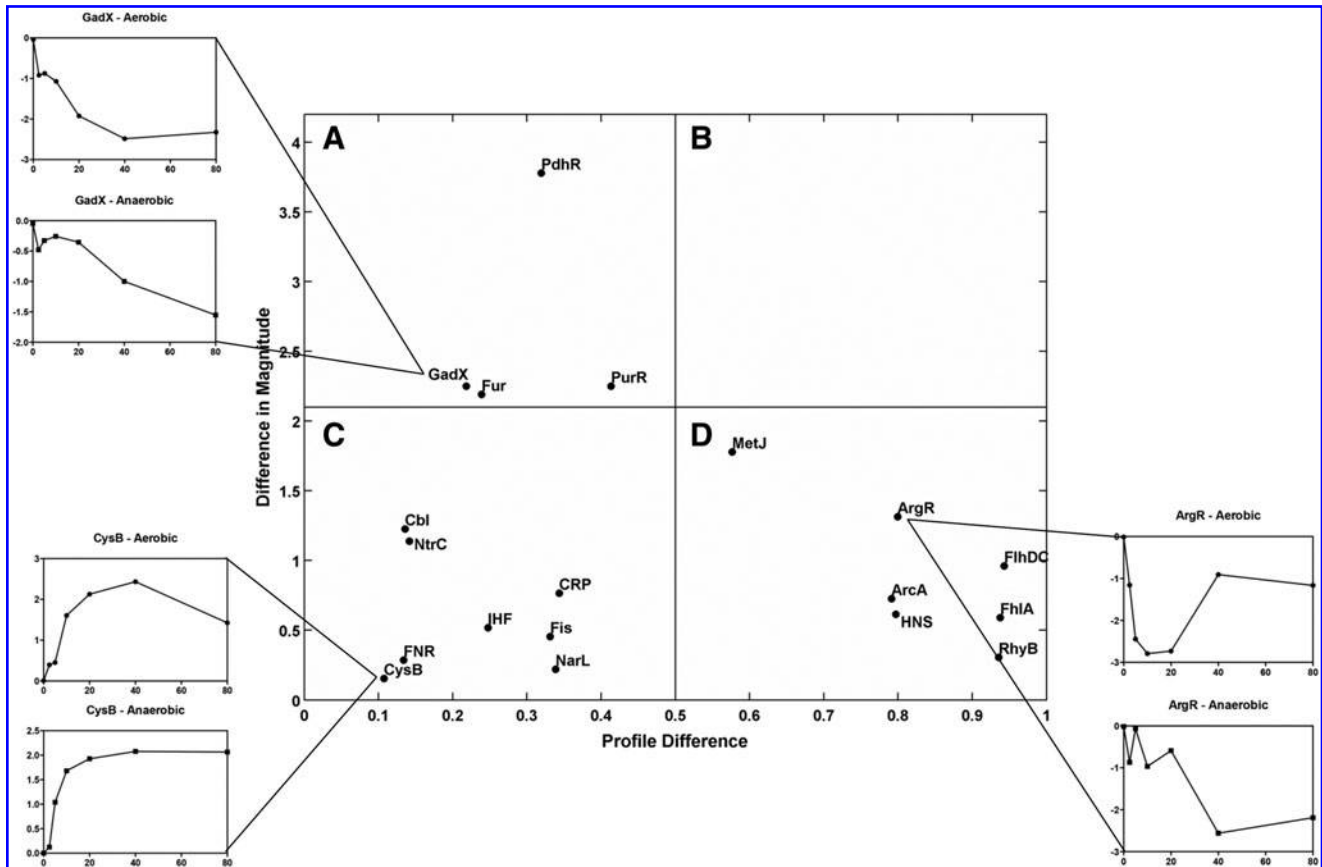 GadX - Aerobic
0
-1
-2
-3
0 20 40 60 80
GadX - Anaerobic
0.0
-0.5
-1.0
-1.5
-2.0
0 20 40 60 80
CysB - Aerobic
3
2
1
0
0 20 40 60 80
CysB - Anaerobic
2.5
2.0
1.5
1.0
0.5
0.0
0 20 40 60 80
Difference in Magnitude
4
3.5
3
2.5
2
1.5
1
0.5
0
A
B
PdhR
GadX
Fur
PurR
C
D
MetJ
Cbl
NtrC
ArgR
CRP
FlhDC
ArcA
IHF
Fis
HNS
FhlA
FNR
CysB
NarL
RhyB
0 0.1 0.2 0.3 0.4 0.5 0.6 0.7 0.8 0.9 1
Profile Difference
ArgR - Aerobic
0
-1
-2
-3
0 20 40 60 80
ArgR - Anaerobic
0
-1
-2
-3
0 20 40 60 80